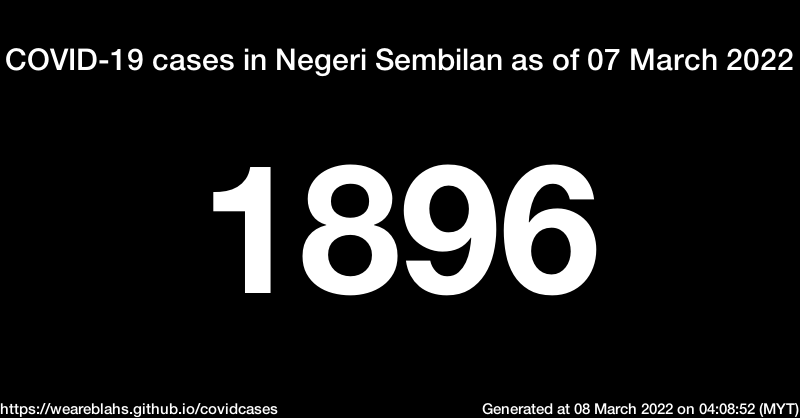 COVID-19 cases in Negeri Sembilan as of 07 March 2022
1896
https://weareblahs.github.io/covidcases
Generated at 08 March 2022 on 04:08:52 (MYT)